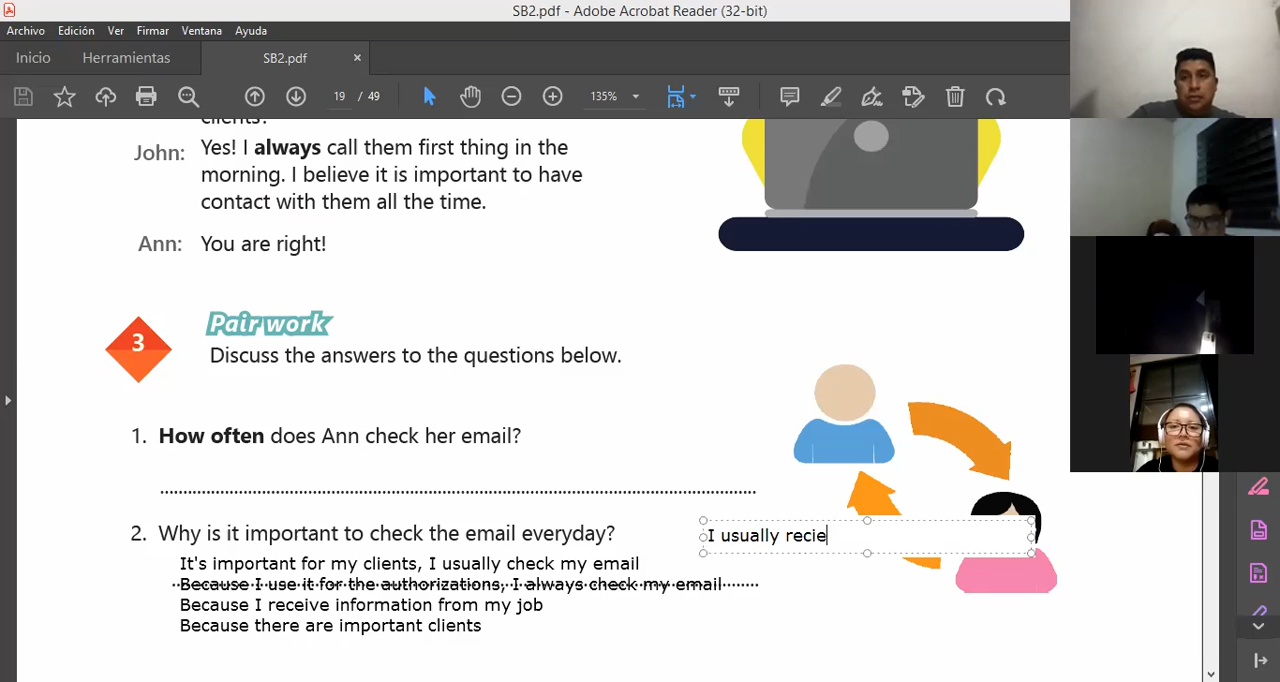 SB2.pdf - Adobe Acrobat Reader (32-bit)
Archivo Edición Ver Firmar Ventana Ayuda
Inicio Herramientas SB2.pdf ×
19 / 49 135%
clients?
John: Yes! I always call them first thing in the
morning. I believe it is important to have
contact with them all the time.
Ann: You are right!
3 Pair work
Discuss the answers to the questions below.
1. How often does Ann check her email?
2. Why is it important to check the email everyday?
I usually recie
It's important for my clients, I usually check my email
Because I use it for the authorizations, I always check my email
Because I receive information from my job
Because there are important clients